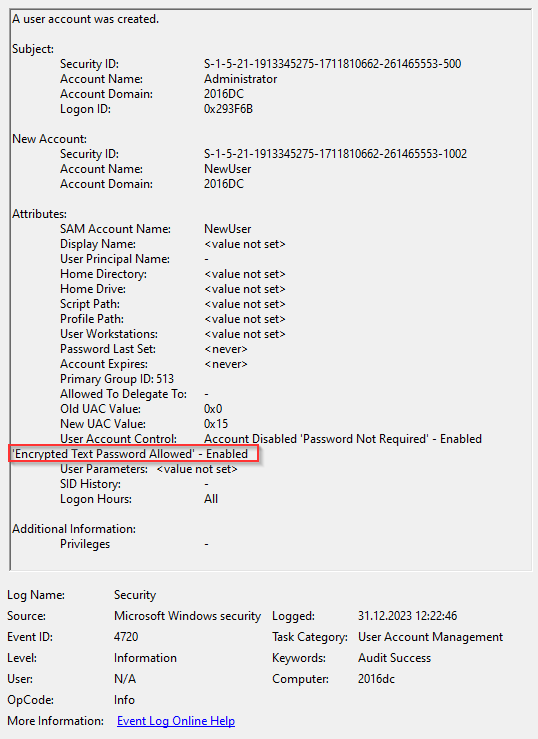 A user account was created.
Subject:
Security ID: S-1-5-21-1913345275-1711810662-261465553-500
Account Name: Administrator
Account Domain: 2016DC
Logon ID: 0x293F6B
New Account:
Security ID: S-1-5-21-1913345275-1711810662-261465553-1002
Account Name: NewUser
Account Domain: 2016DC
Attributes:
SAM Account Name: NewUser
Display Name: <value not set>
User Principal Name: -
Home Directory: <value not set>
Home Drive: <value not set>
Script Path: <value not set>
Profile Path: <value not set>
User Workstations: <value not set>
Password Last Set: <never>
Account Expires: <never>
Primary Group ID: 513
Allowed To Delegate To: -
Old UAC Value: 0x0
New UAC Value: 0x15
User Account Control: Account Disabled 'Password Not Required' - Enabled
'Encrypted Text Password Allowed' - Enabled
User Parameters: <value not set>
SID History: -
Logon Hours: All
Additional Information:
Privileges -
Log Name: Security
Source: Microsoft Windows security Logged: 31.12.2023 12:22:46
Event ID: 4720 Task Category: User Account Management
Level: Information Keywords: Audit Success
User: N/A Computer: 2016dc
OpCode: Info
More Information: Event Log Online Help